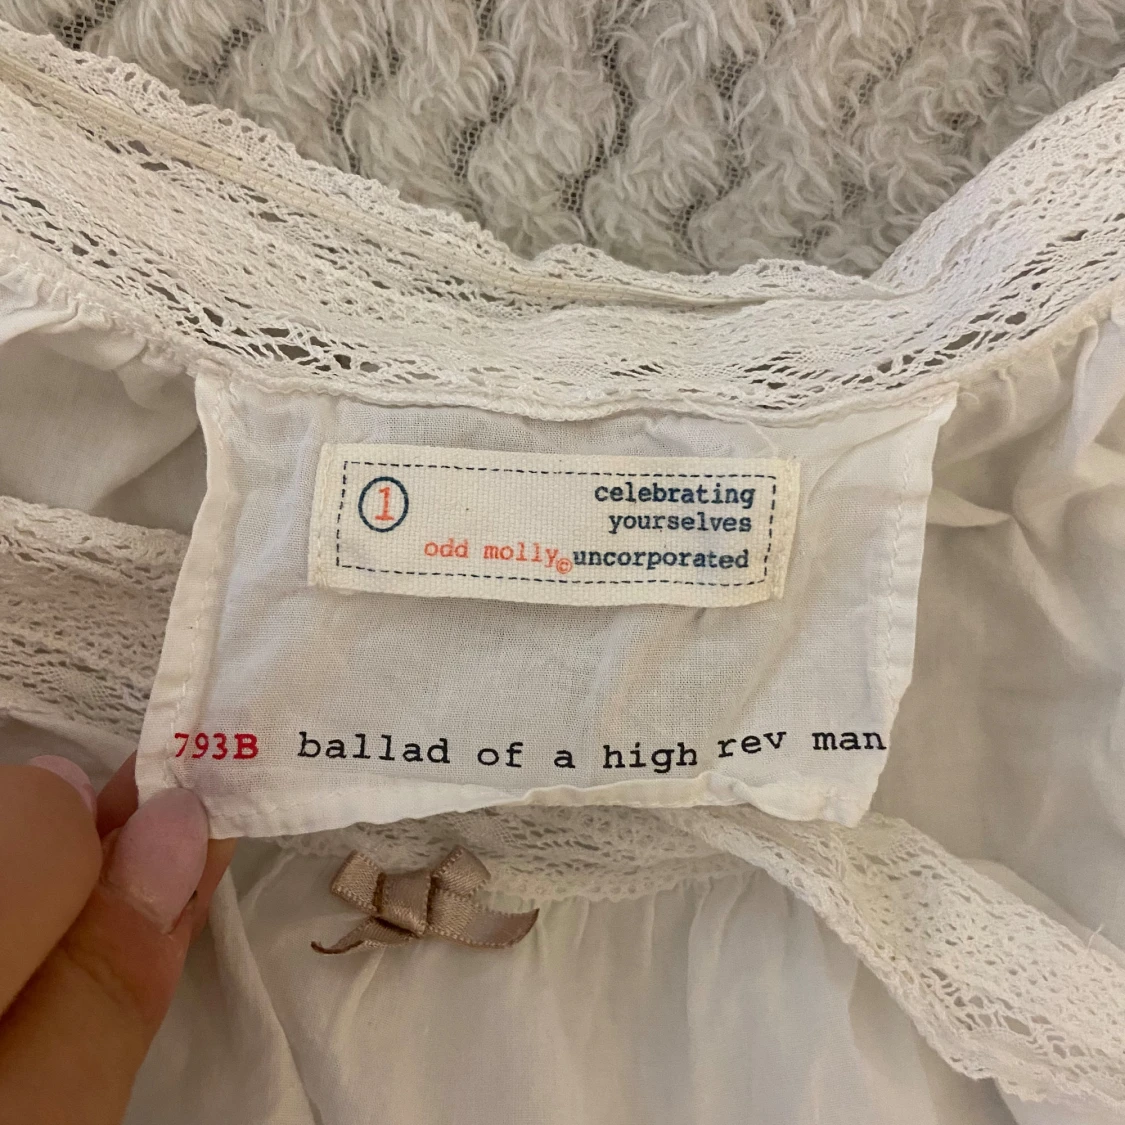 1
celebrating
yourselves
odd molly© uncorporated
793B ballad of a high rev man